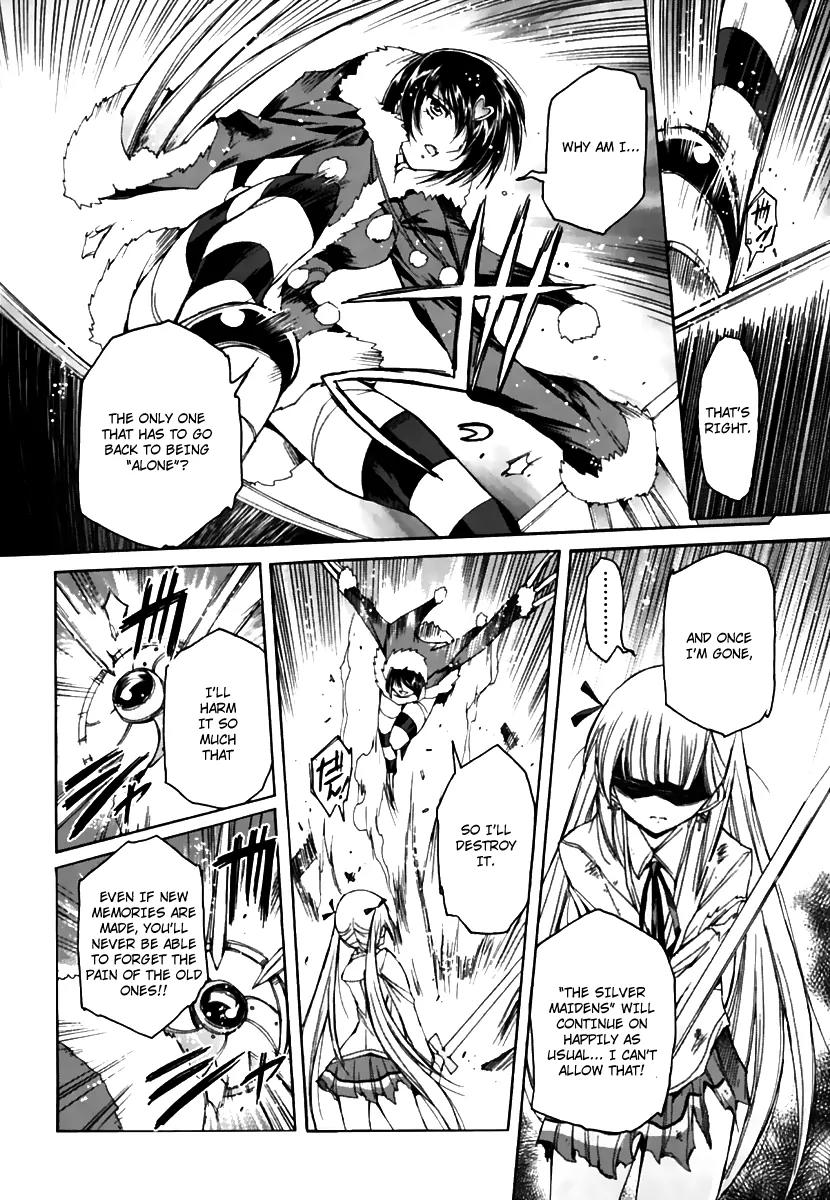 WHY AM I...
THE ONLY ONE
THAT HAS TO GO
BACK TO BEING
"ALONE"?
THAT'S
RIGHT.
AND ONCE
I'M GONE,
.........
"THE SILVER
MAIDENS" WILL
CONTINUE ON
HAPPILY AS
USUAL... I CAN'T
ALLOW THAT!
SO I'LL
DESTROY
IT.
I'LL
HARM
IT SO
MUCH
THAT
EVEN IF NEW
MEMORIES ARE
MADE, YOU'LL
NEVER BE ABLE
TO FORGET THE
PAIN OF THE OLD
ONES!!